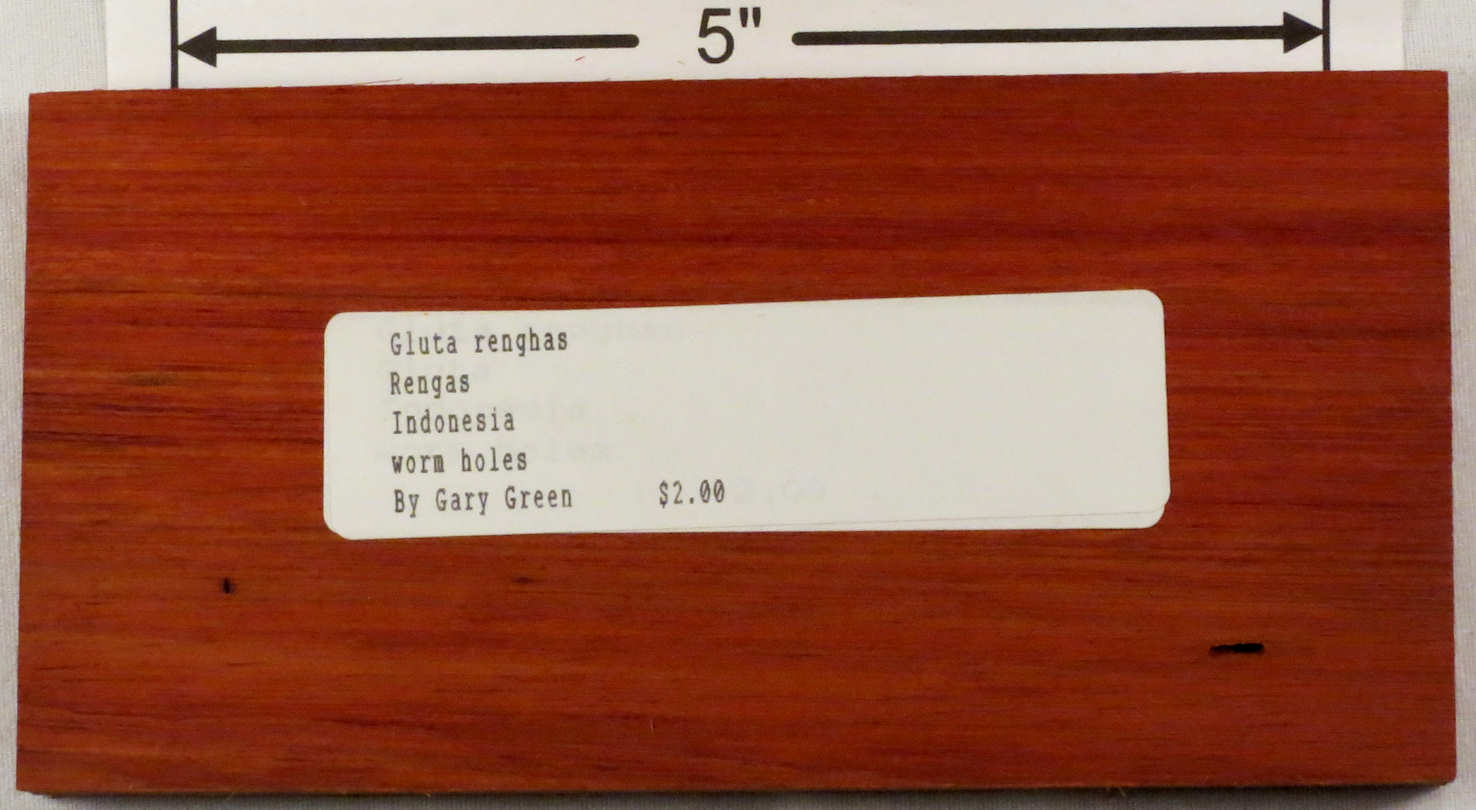 5"
Gluta renghas
Rengas
Indonesia
worm holes
By Gary Green $2.00